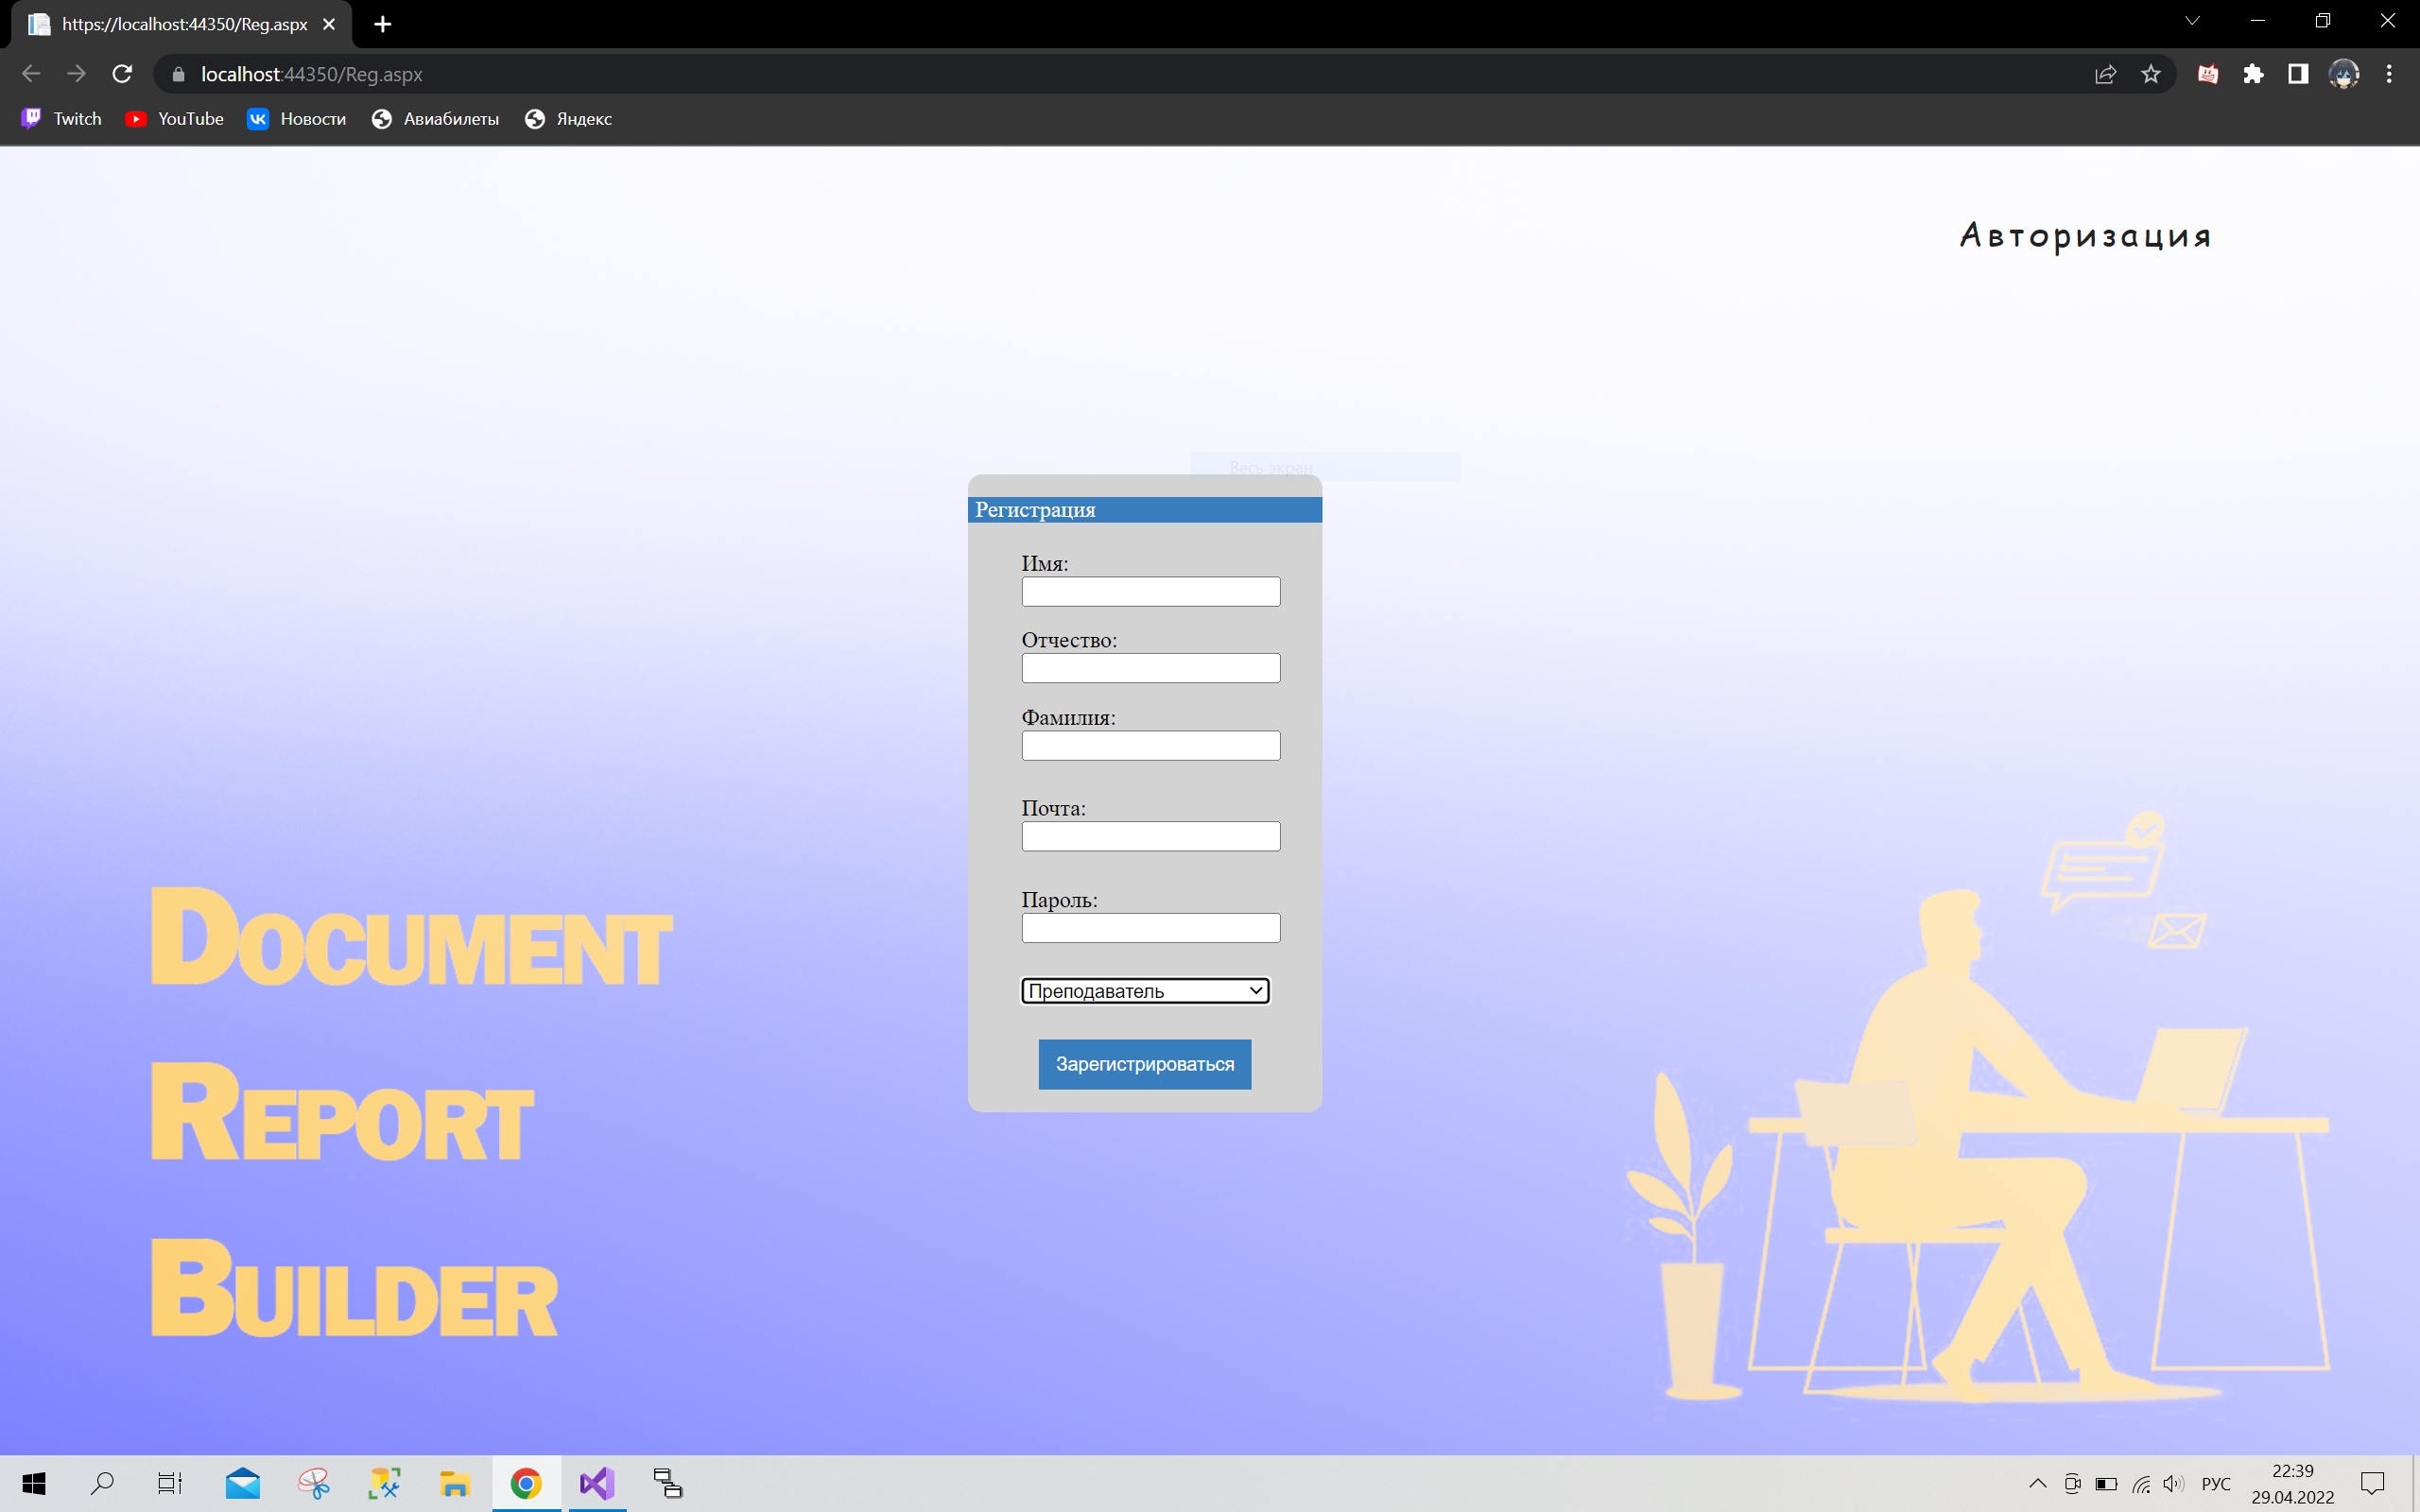 https://localhost:44350/Reg.aspx
localhost:44350/Reg.aspx
Twitch YouTube Новости Авиабилеты Яндекс
Авторизация
Весь экран
Регистрация
Имя:
Отчество:
Фамилия:
Почта:
Пароль:
Преподаватель
Зарегистрироваться
DOCUMENT
REPORT
BUILDER
РУС
22:39
29.04.2022